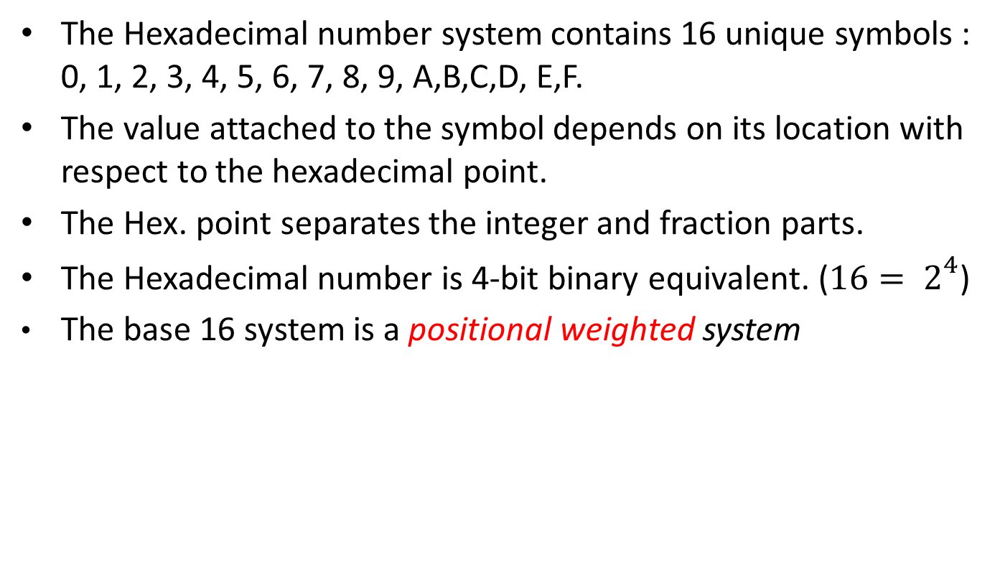 • The Hexadecimal number system contains 16 unique symbols :
0, 1, 2, 3, 4, 5, 6, 7, 8, 9, A,B,C,D, E,F.
• The value attached to the symbol depends on its location with
respect to the hexadecimal point.
• The Hex. point separates the integer and fraction parts.
• The Hexadecimal number is 4-bit binary equivalent. (16 = 2⁴)
• The base 16 system is a positional weighted system